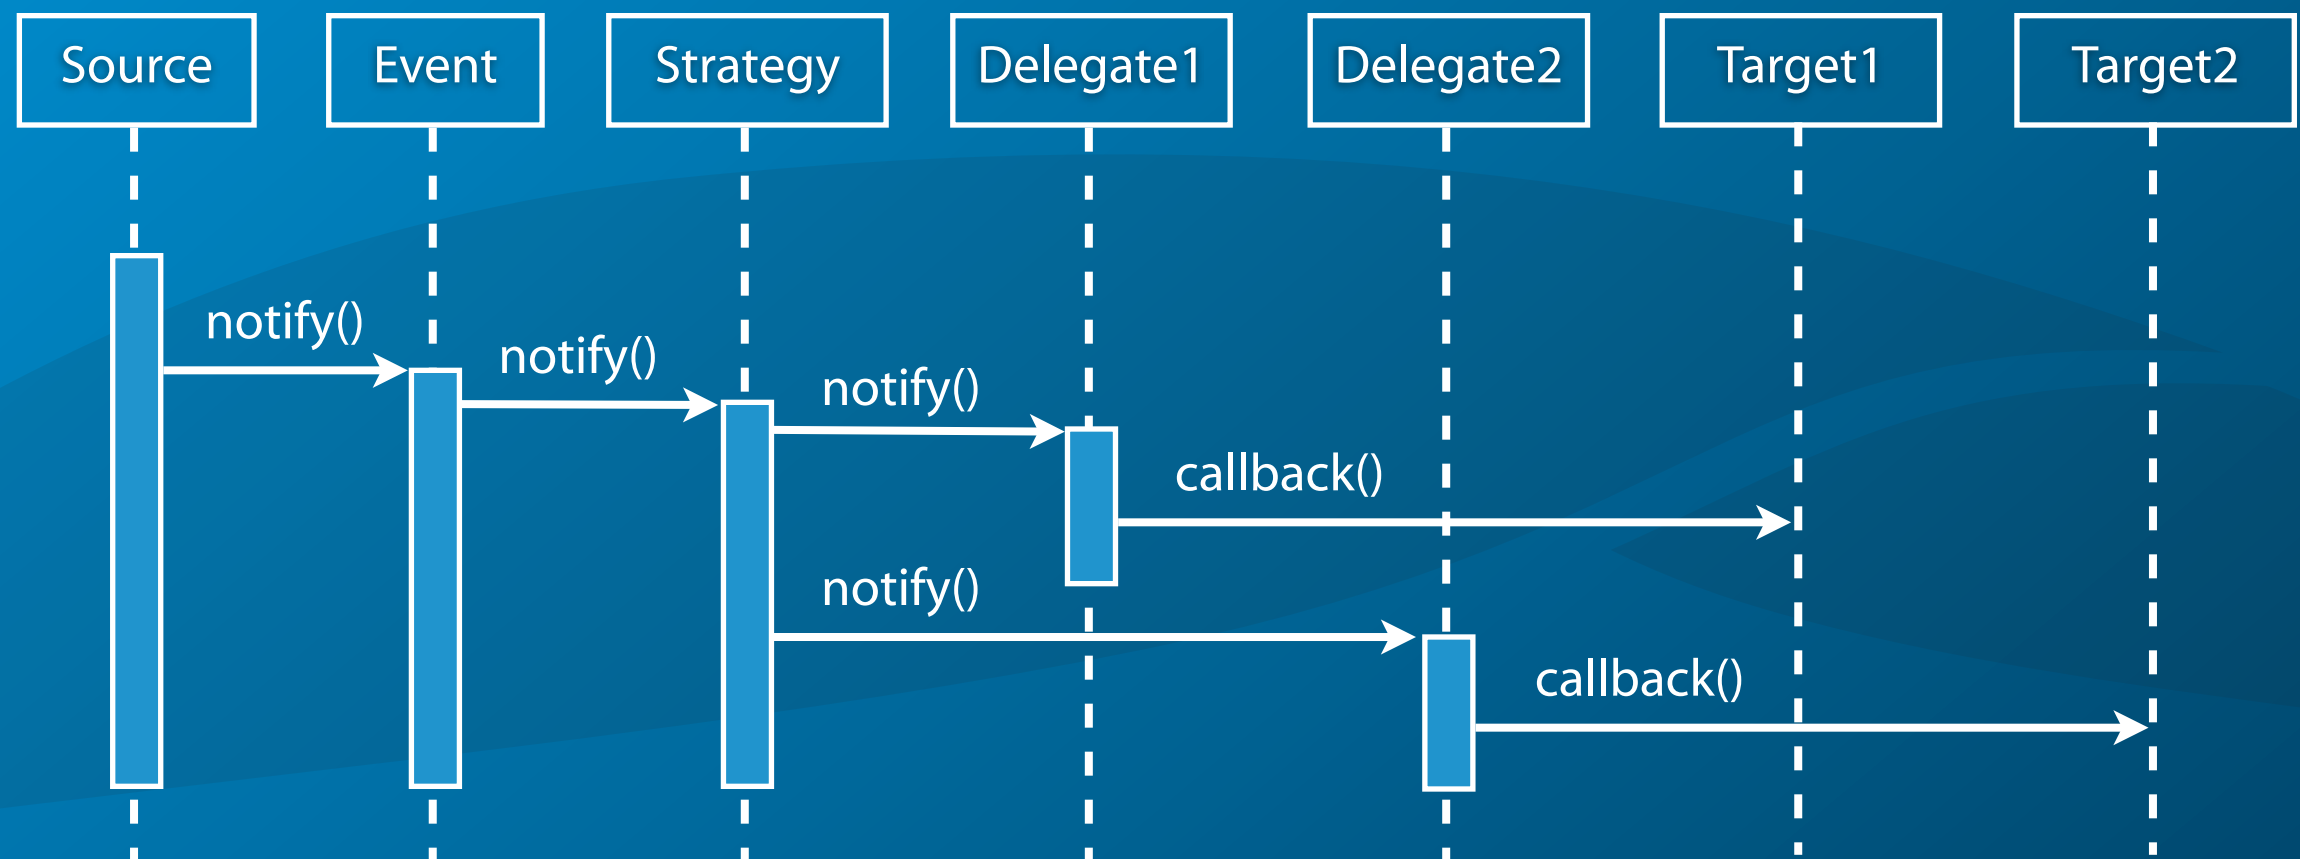 Source
Event
Strategy
Delegate1
Delegate2
Target1
Target2
notify()
notify()
notify()
callback()
notify()
callback()